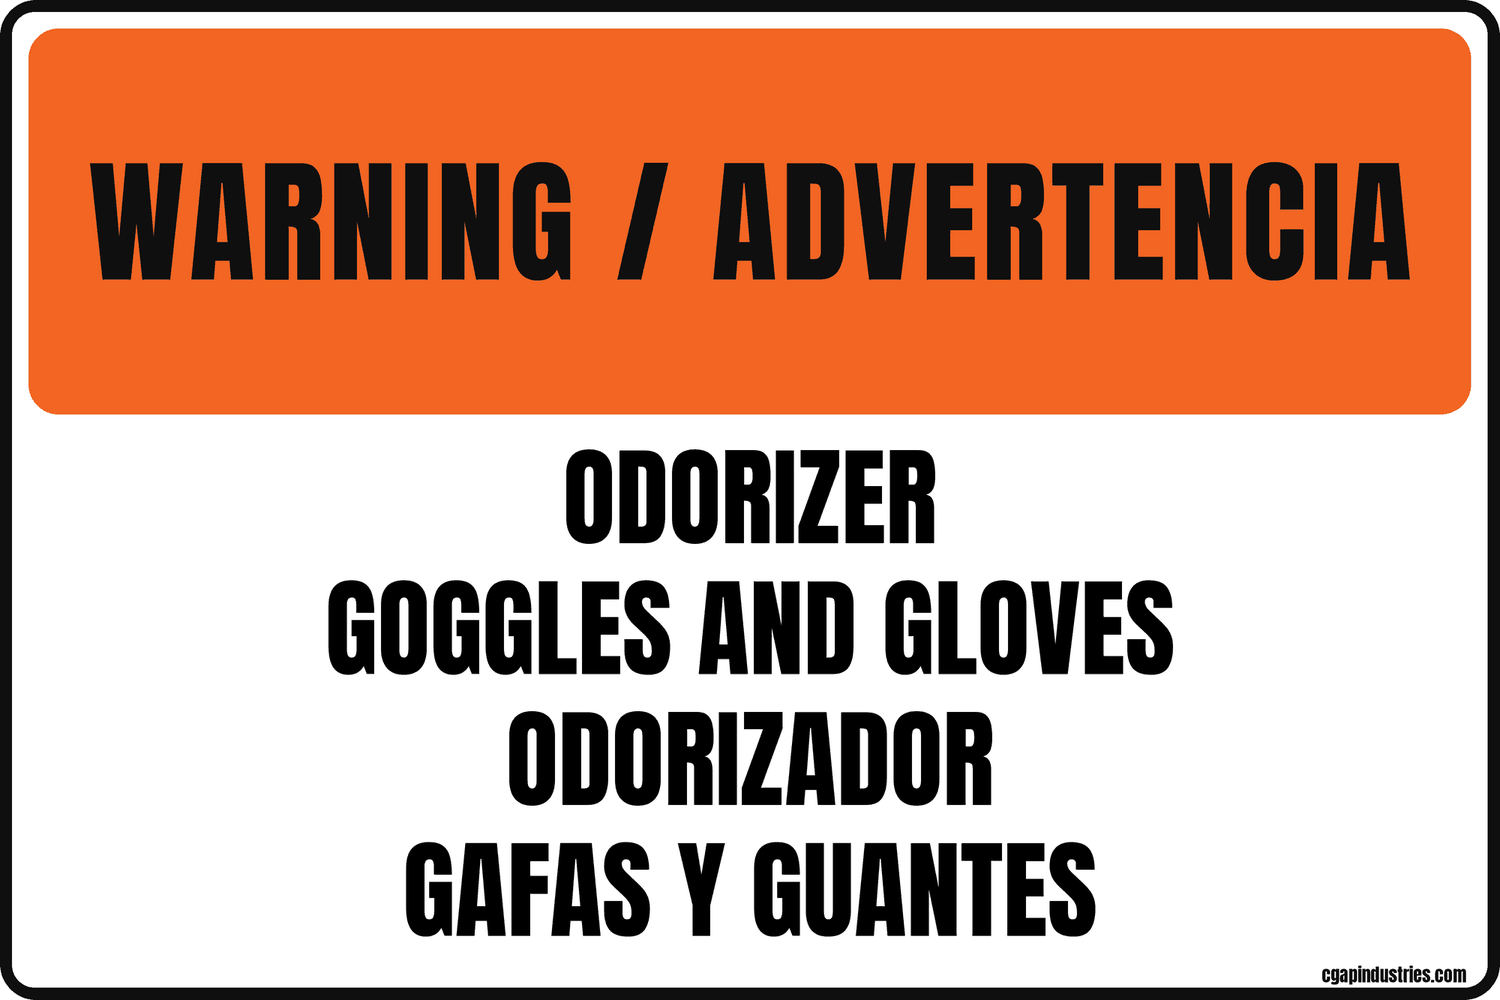 WARNING / ADVERTENCIA
ODORIZER
GOGGLES AND GLOVES
ODORIZADOR
GAFAS Y GUANTES
cgapindustries.com